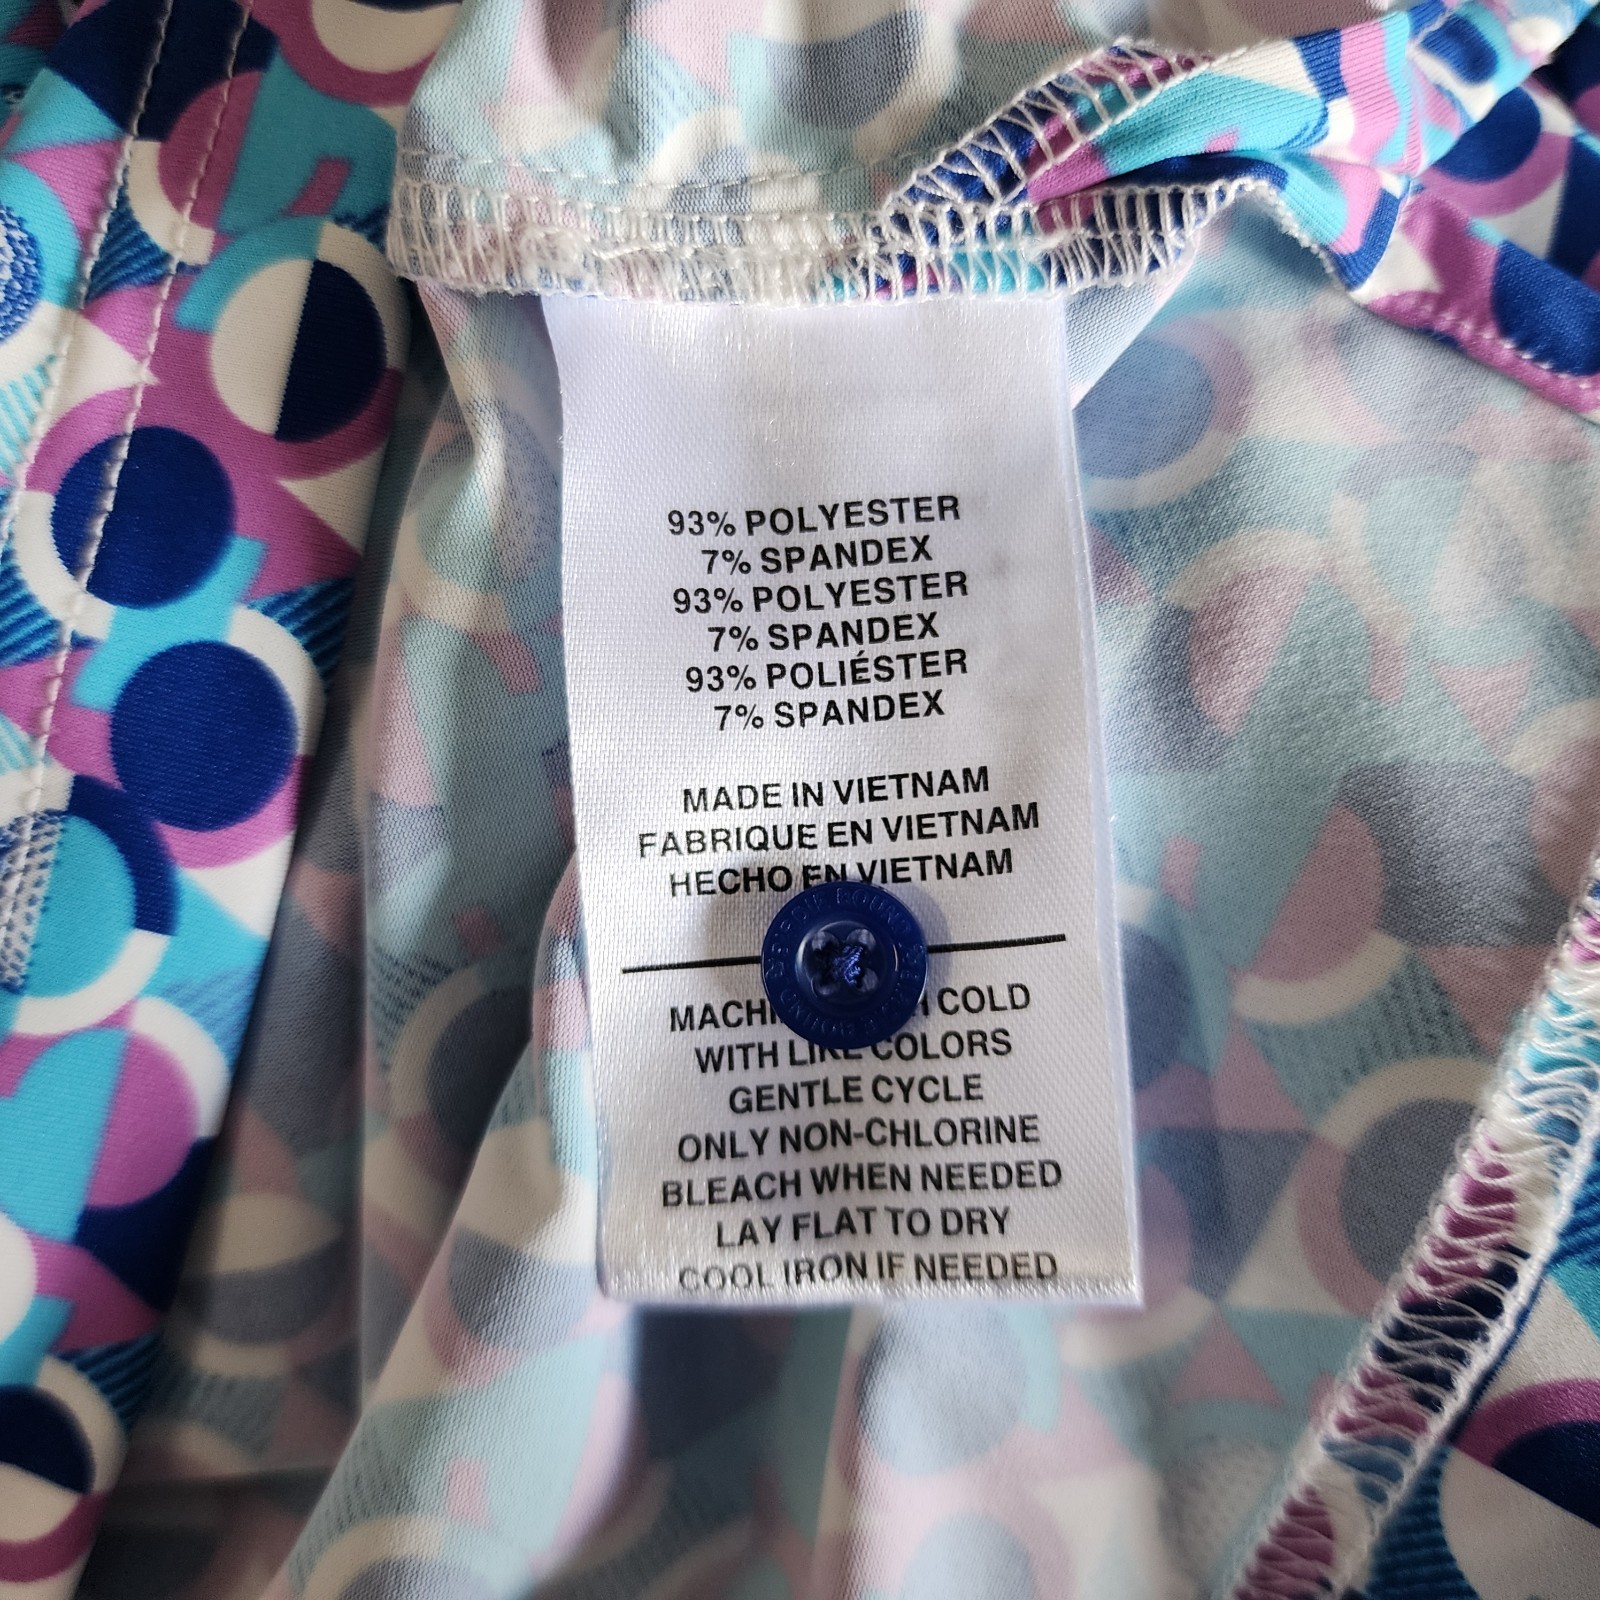 93% POLYESTER
7% SPANDEX
93% POLYESTER
7% SPANDEX
93% POLIÉSTER
7% SPANDEX
MADE IN VIETNAM
FABRIQUE EN VIETNAM
HECHO EN VIETNAM
COLD
WITH LIKE COLORS
GENTLE CYCLE
ONLY NON-CHLORINE
BLEACH WHEN NEEDED
LAY FLAT TO DRY
COOL IRON IF NEEDED